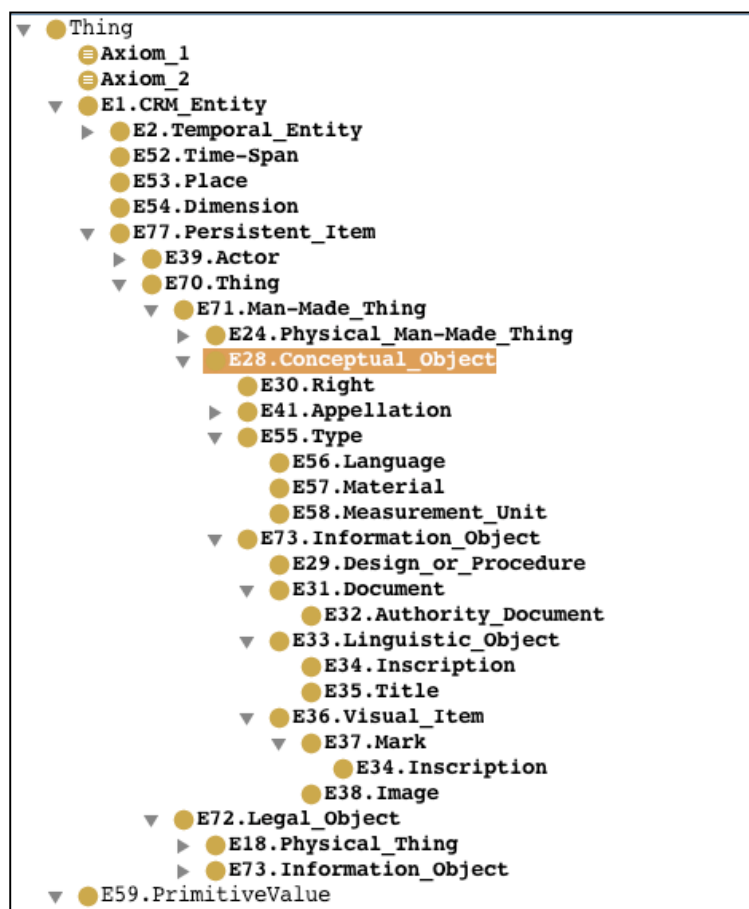 Thing
Axiom_1
Axiom_2
E1.CRM_Entity
E2.Temporal_Entity
E52.Time-Span
E53.Place
E54.Dimension
E77.Persistent_Item
E39.Actor
E70.Thing
E71.Man-Made_Thing
E24.Physical_Man-Made_Thing
E28.Conceptual_Object
E30.Right
E41.Appellation
E55.Type
E56.Language
E57.Material
E58.Measurement_Unit
E73.Information_Object
E29.Design_or_Procedure
E31.Document
E32.Authority_Document
E33.Linguistic_Object
E34.Inscription
E35.Title
E36.Visual_Item
E37.Mark
E34.Inscription
E38.Image
E72.Legal_Object
E18.Physical_Thing
E73.Information_Object
E59.PrimitiveValue